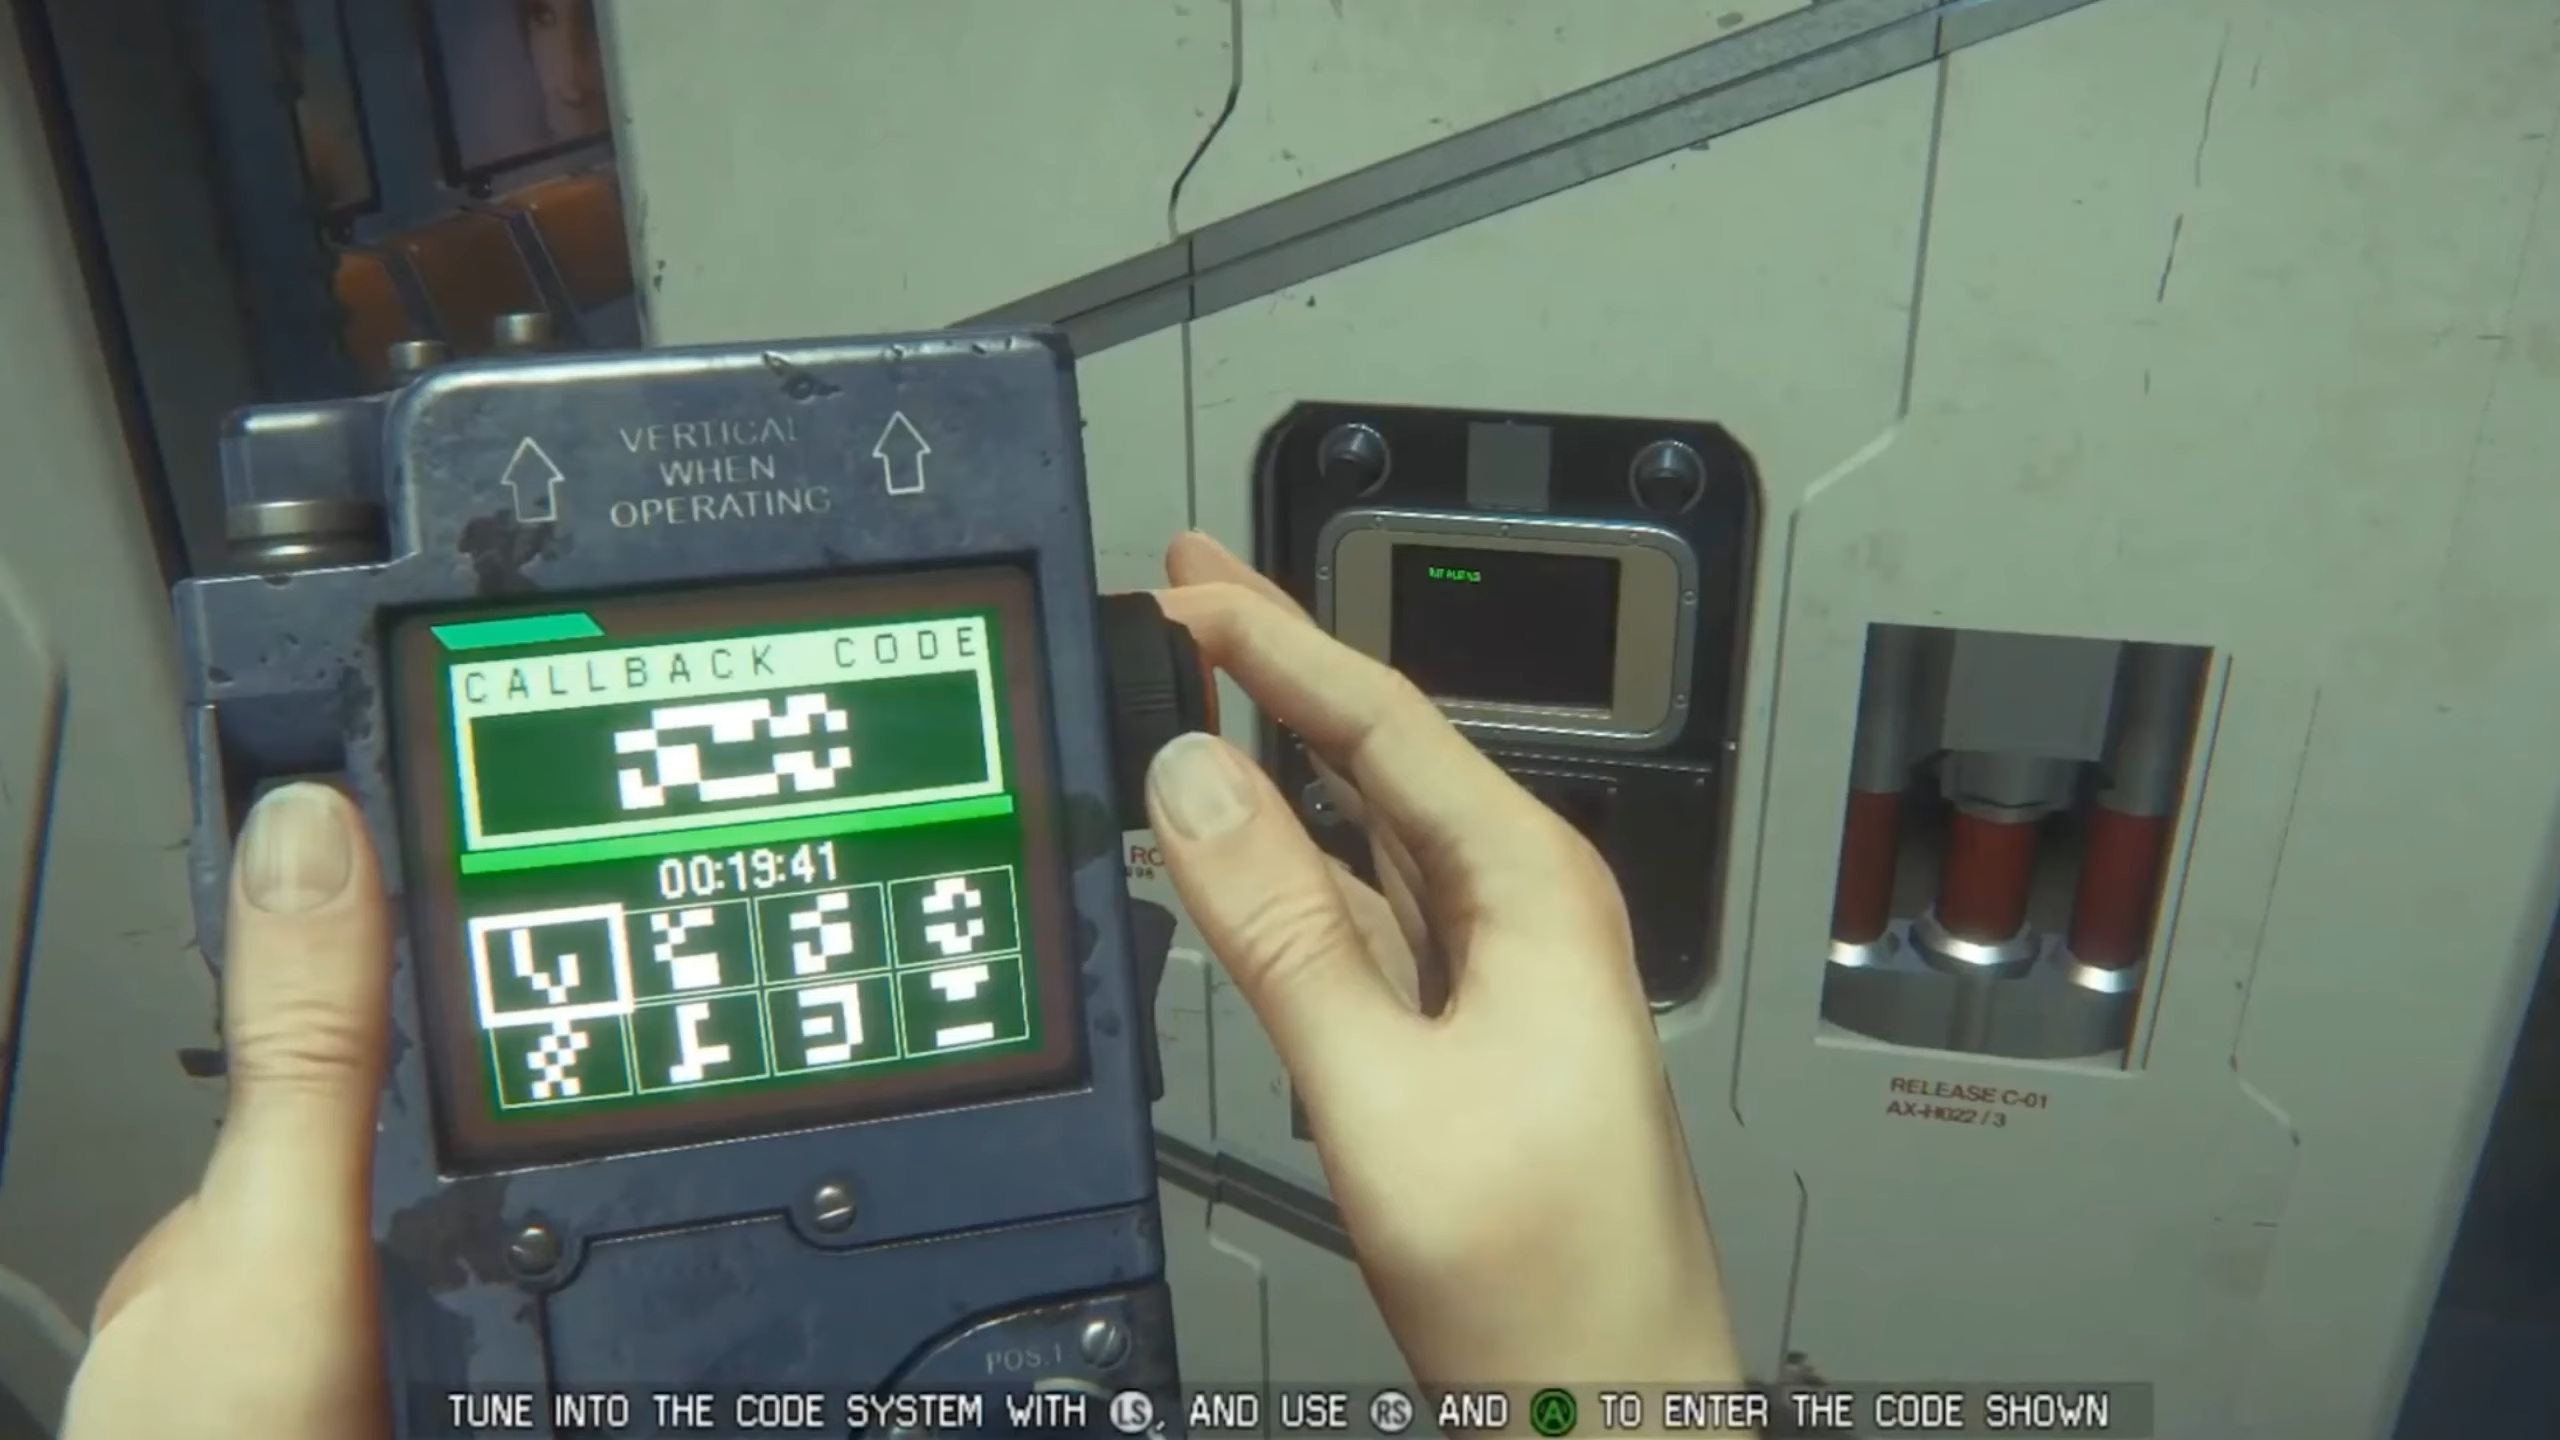 VERTICAL
WHEN
OPERATING
CALLBACK CODE
00:19:41
RELEASE C-01
AX-H022/3
POS.1
TUNE INTO THE CODE SYSTEM WITH LS, AND USE RS AND A TO ENTER THE CODE SHOWN